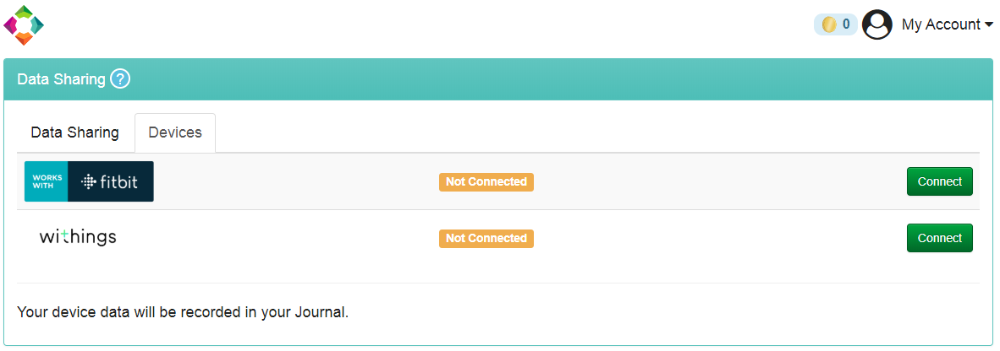 0 My Account
Data Sharing ?
Data Sharing Devices
WORKS
WITH fitbit Not Connected Connect
withings Not Connected Connect
Your device data will be recorded in your Journal.